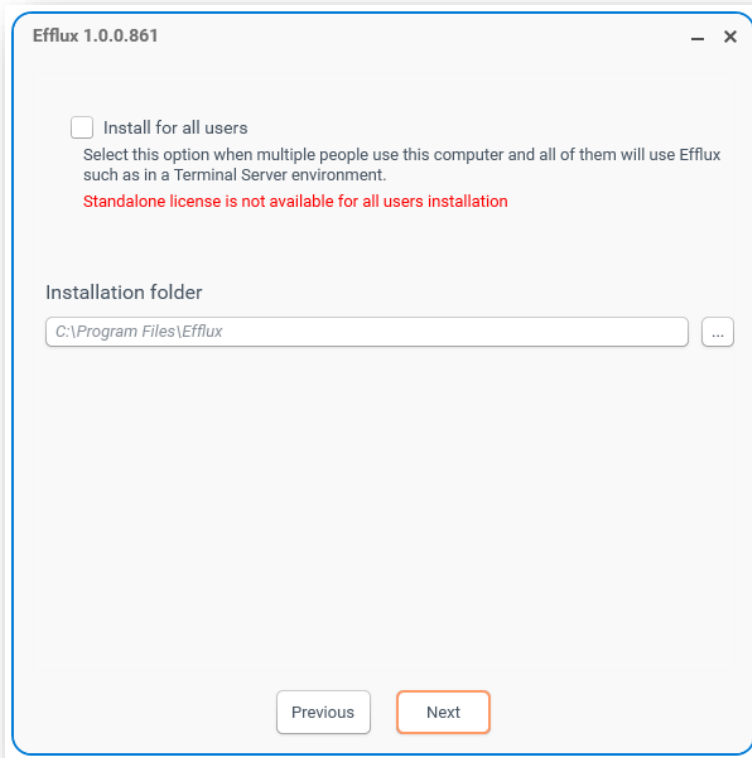 Efflux 1.0.0.861
Install for all users
Select this option when multiple people use this computer and all of them will use Efflux
such as in a Terminal Server environment.
Standalone license is not available for all users installation
Installation folder
C:\Program Files\Efflux
...
Previous
Next